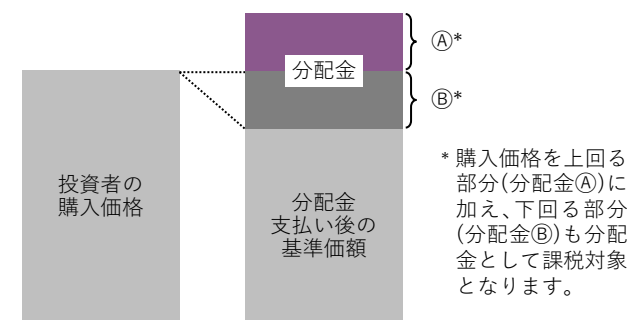 Ⓐ*
分配金
Ⓑ*
投資者の
購入価格
分配金
支払い後の
基準価額
*購入価格を上回る
部分(分配金Ⓐ)に
加え、下回る部分
(分配金Ⓑ)も分配
金として課税対象
となります。